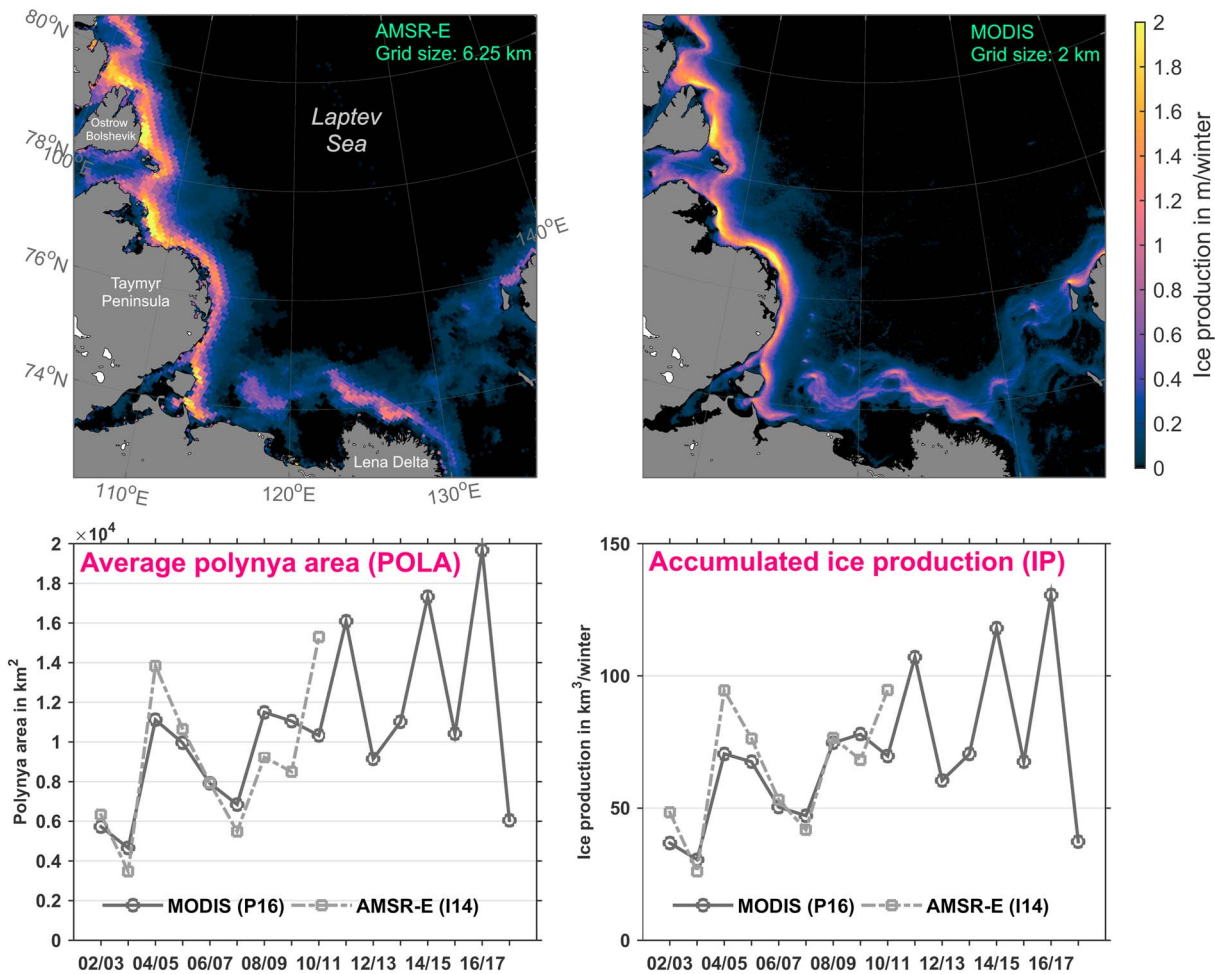 80°N
AMSR-E
Grid size: 6.25 km
Ostrow
Bolshevik
Laptev
Sea
78°N
100°E
140°E
76°N
Taymyr
Peninsula
74°N
Lena Delta
110°E
120°E
130°E
MODIS
Grid size: 2 km
2
1.8
1.6
1.4
1.2
1
0.8
0.6
0.4
0.2
0
Ice production in m/winter
×10⁴
Average polynya area (POLA)
2
1.8
1.6
1.4
1.2
1
0.8
0.6
0.4
0.2
0
Polynya area in km²
MODIS (P16)
AMSR-E (I14)
02/03 04/05 06/07 08/09 10/11 12/13 14/15 16/17
Accumulated ice production (IP)
150
100
50
0
Ice production in km³/winter
MODIS (P16)
AMSR-E (I14)
02/03 04/05 06/07 08/09 10/11 12/13 14/15 16/17